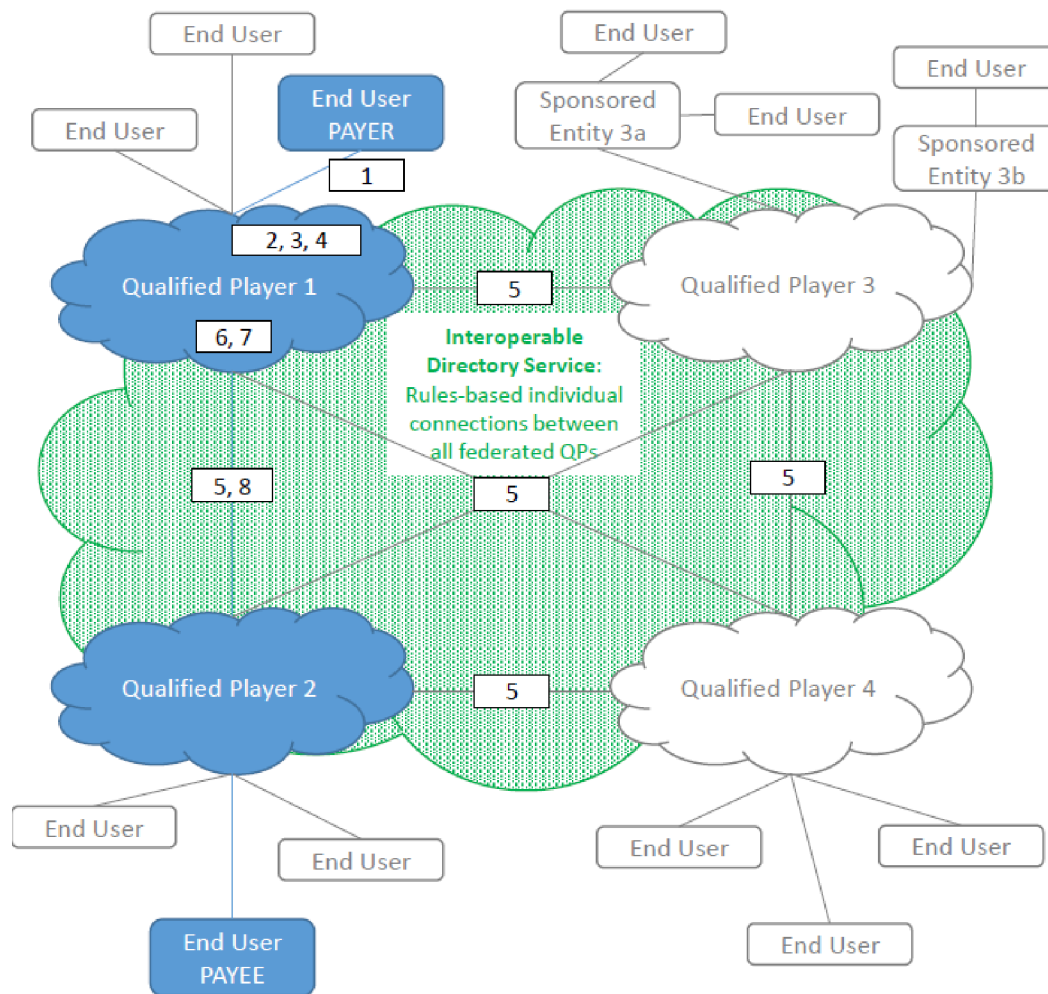 End User
End User
End User
End User
PAYER
End User
Sponsored
Entity 3a
End User
End User
Sponsored
Entity 3b
1
2, 3, 4
Qualified Player 1
5
Qualified Player 3
6, 7
Interoperable
Directory Service:
Rules-based individual
connections between
all federated QPs
5, 8
5
5
Qualified Player 2
5
Qualified Player 4
End User
End User
End User
PAYEE
End User
End User
End User